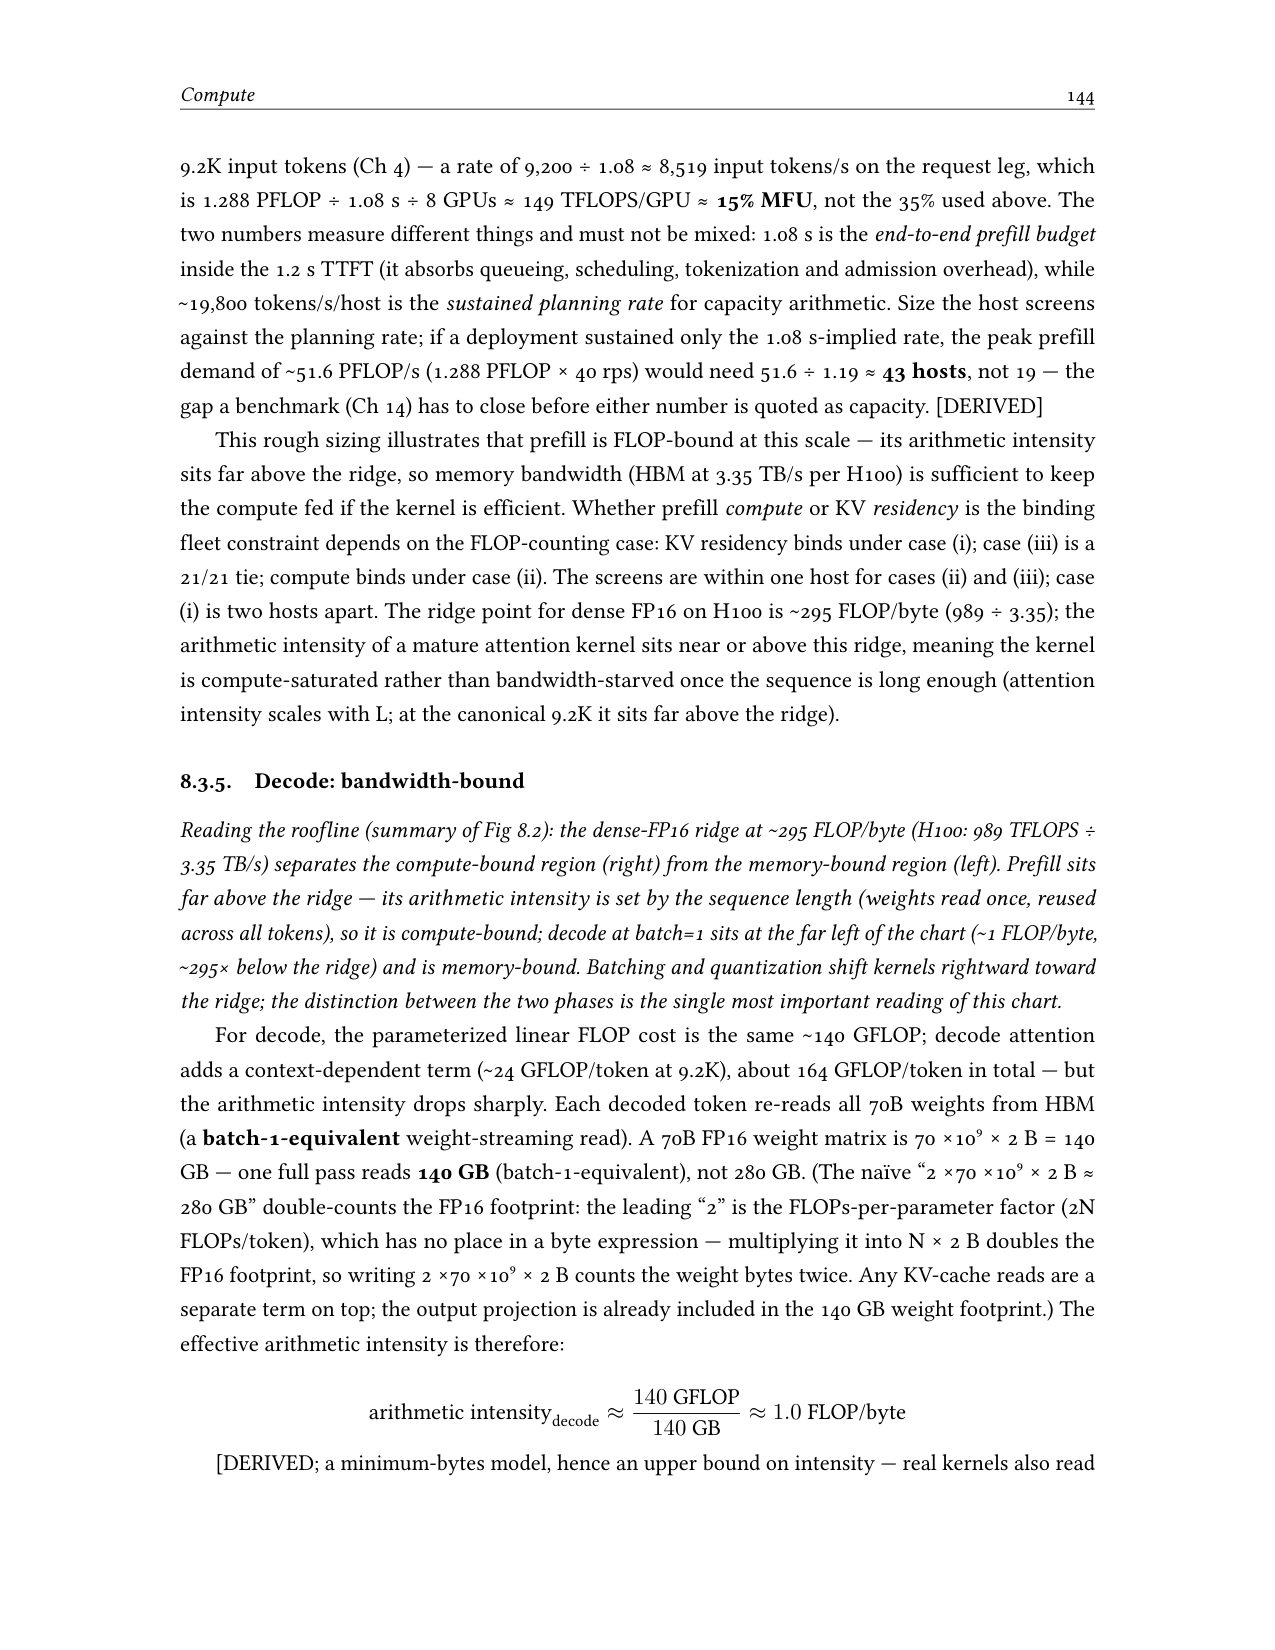 Compute 144
9.2K input tokens (Ch 4) — a rate of 9,200 ÷ 1.08 ≈ 8,519 input tokens/s on the request leg, which
is 1.288 PFLOP ÷ 1.08 s ÷ 8 GPUs ≈ 149 TFLOPS/GPU ≈ 15% MFU, not the 35% used above. The
two numbers measure different things and must not be mixed: 1.08 s is the end-to-end prefill budget
inside the 1.2 s TTFT (it absorbs queueing, scheduling, tokenization and admission overhead), while
~19,800 tokens/s/host is the sustained planning rate for capacity arithmetic. Size the host screens
against the planning rate; if a deployment sustained only the 1.08 s-implied rate, the peak prefill
demand of ~51.6 PFLOP/s (1.288 PFLOP × 40 rps) would need 51.6 ÷ 1.19 ≈ 43 hosts, not 19 — the
gap a benchmark (Ch 14) has to close before either number is quoted as capacity. [DERIVED]
This rough sizing illustrates that prefill is FLOP-bound at this scale — its arithmetic intensity
sits far above the ridge, so memory bandwidth (HBM at 3.35 TB/s per H100) is sufficient to keep
the compute fed if the kernel is efficient. Whether prefill compute or KV residency is the binding
fleet constraint depends on the FLOP-counting case: KV residency binds under case (i); case (iii) is a
21/21 tie; compute binds under case (ii). The screens are within one host for cases (ii) and (iii); case
(i) is two hosts apart. The ridge point for dense FP16 on H100 is ~295 FLOP/byte (989 ÷ 3.35); the
arithmetic intensity of a mature attention kernel sits near or above this ridge, meaning the kernel
is compute-saturated rather than bandwidth-starved once the sequence is long enough (attention
intensity scales with L; at the canonical 9.2K it sits far above the ridge).
8.3.5. Decode: bandwidth-bound
Reading the roofline (summary of Fig 8.2): the dense-FP16 ridge at ~295 FLOP/byte (H100: 989 TFLOPS ÷
3.35 TB/s) separates the compute-bound region (right) from the memory-bound region (left). Prefill sits
far above the ridge — its arithmetic intensity is set by the sequence length (weights read once, reused
across all tokens), so it is compute-bound; decode at batch=1 sits at the far left of the chart (~1 FLOP/byte,
~295× below the ridge) and is memory-bound. Batching and quantization shift kernels rightward toward
the ridge; the distinction between the two phases is the single most important reading of this chart.
For decode, the parameterized linear FLOP cost is the same ~140 GFLOP; decode attention
adds a context-dependent term (~24 GFLOP/token at 9.2K), about 164 GFLOP/token in total — but
the arithmetic intensity drops sharply. Each decoded token re-reads all 70B weights from HBM
(a batch-1-equivalent weight-streaming read). A 70B FP16 weight matrix is 70 ×10⁹ × 2 B = 140
GB — one full pass reads 140 GB (batch-1-equivalent), not 280 GB. (The naïve “2 ×70 ×10⁹ × 2 B ≈
280 GB” double-counts the FP16 footprint: the leading “2” is the FLOPs-per-parameter factor (2N
FLOPs/token), which has no place in a byte expression — multiplying it into N × 2 B doubles the
FP16 footprint, so writing 2 ×70 ×10⁹ × 2 B counts the weight bytes twice. Any KV-cache reads are a
separate term on top; the output projection is already included in the 140 GB weight footprint.) The
effective arithmetic intensity is therefore:
arithmetic intensity_decode ≈ 140 GFLOP / 140 GB ≈ 1.0 FLOP/byte
[DERIVED; a minimum-bytes model, hence an upper bound on intensity — real kernels also read